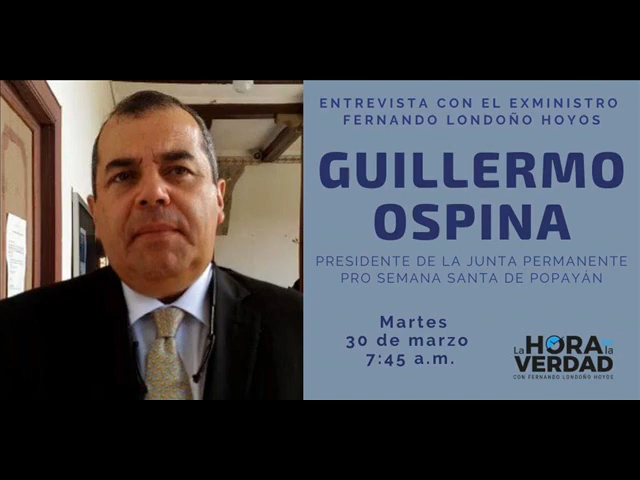 ENTREVISTA CON EL EXMINISTRO
FERNANDO LONDOÑO HOYOS
GUILLERMO
OSPINA
PRESIDENTE DE LA JUNTA PERMANENTE
PRO SEMANA SANTA DE POPAYÁN
Martes
30 de marzo
7:45 a.m.
La HORA la
VERDAD
CON FERNANDO LONDOÑO HOYOS